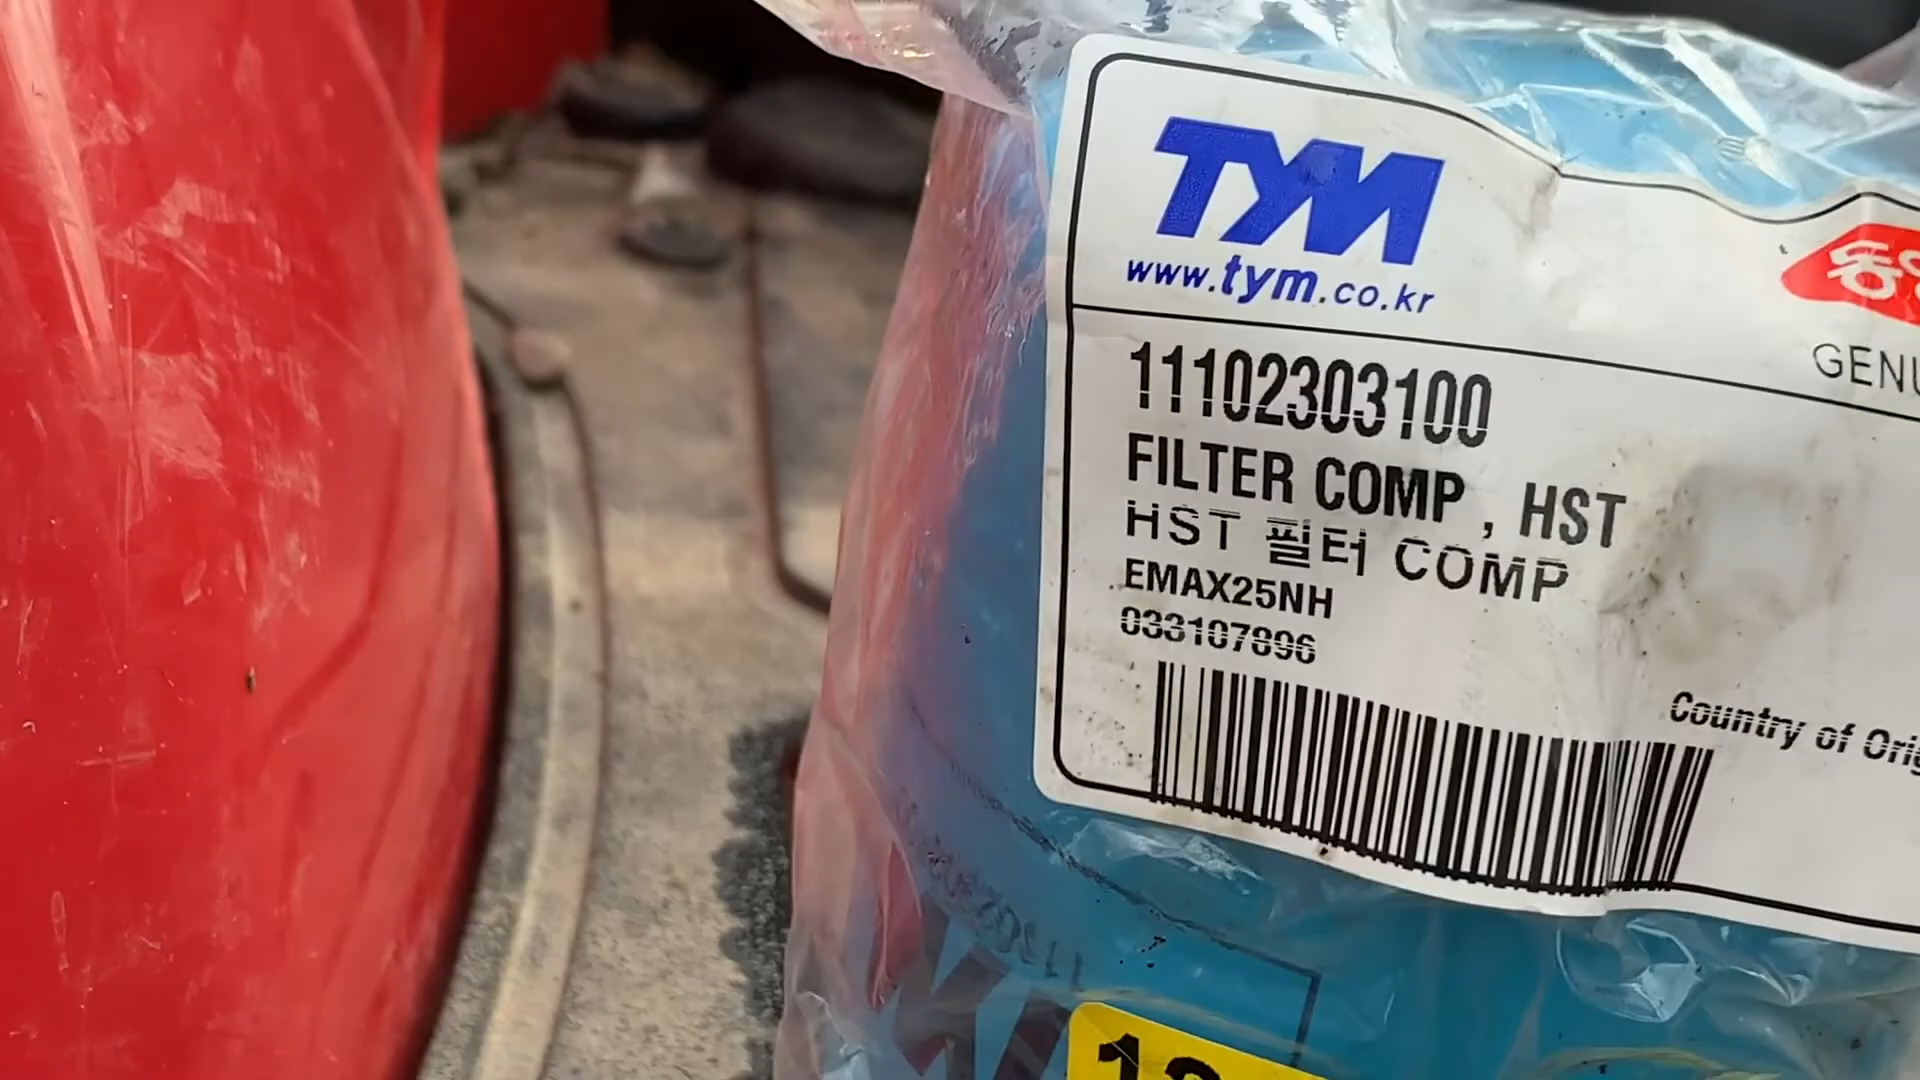 TYM
www.tym.co.kr
GENU
11102303100
FILTER COMP , HST
HST 필터 COMP
EMAX25NH
033107896
Country of Orig